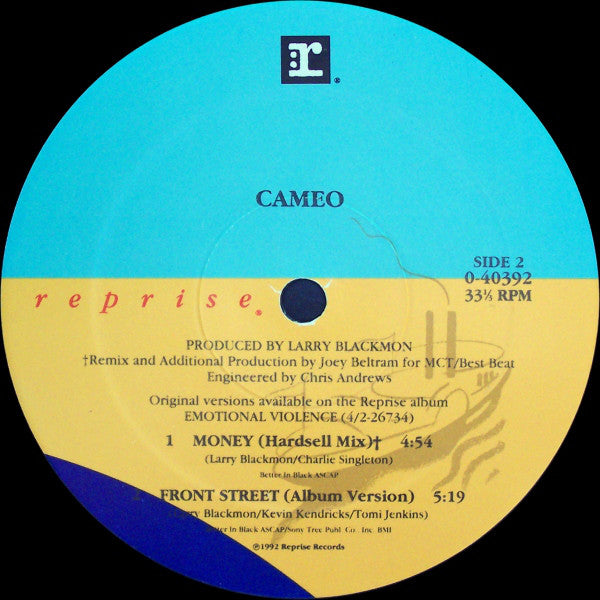 r®
CAMEO
SIDE 2
0-40392
33⅓ RPM
reprise®
PRODUCED BY LARRY BLACKMON
†Remix and Additional Production by Joey Beltram for MCT/Best Beat
Engineered by Chris Andrews
Original versions available on the Reprise album
EMOTIONAL VIOLENCE (4/2-26734)
1 MONEY (Hardsell Mix)† 4:54
(Larry Blackmon/Charlie Singleton)
Better In Black ASCAP
FRONT STREET (Album Version) 5:19
Blackmon/Kevin Kendricks/Tomi Jenkins)
In Black ASCAP/Sony Tree Publ. Co., Inc. BMI
℗1992 Reprise Records